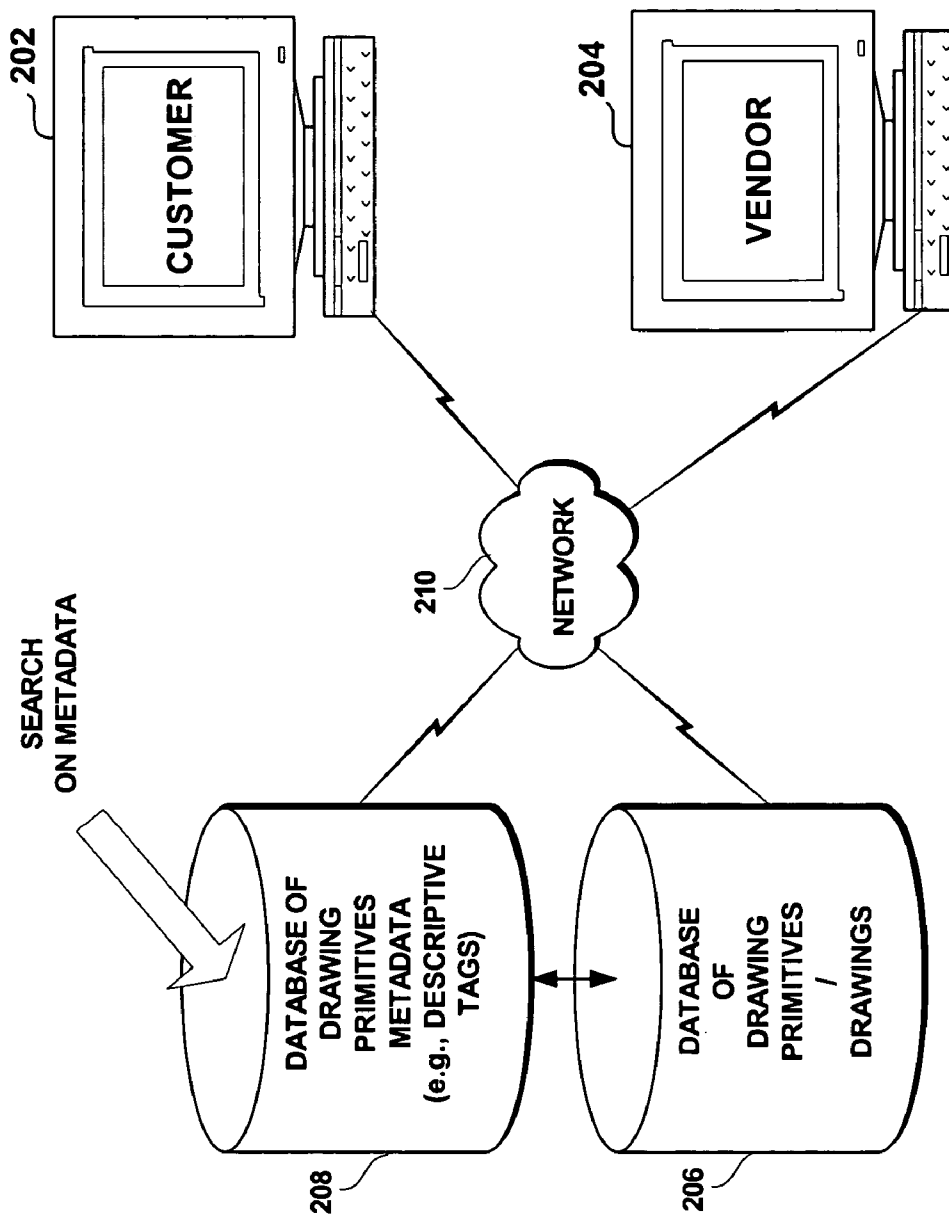 SEARCH
ON METADATA
202
CUSTOMER
DATABASE OF
DRAWING
PRIMITIVES
METADATA
(e.g., DESCRIPTIVE
TAGS)
208
210
NETWORK
204
VENDOR
DATABASE
OF
DRAWING
PRIMITIVES
/
DRAWINGS
206